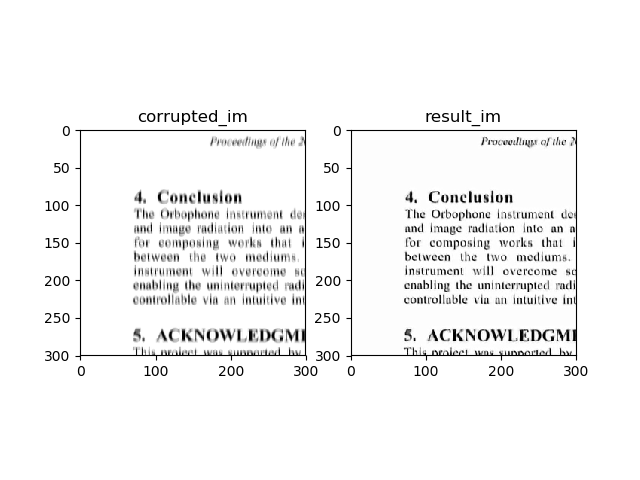 corrupted_im
0
50
100
150
200
250
300
0
100
200
300
Proceedings of the 2
4. Conclusion
The Orbophone instrument de
and image radiation into an a
for composing works that i
between the two mediums.
instrument will overcome so
enabling the uninterrupted radi
controllable via an intuitive int
5. ACKNOWLEDGM
This project was supported by
result_im
0
50
100
150
200
250
300
0
100
200
300
Proceedings of the 2
4. Conclusion
The Orbophone instrument de
and image radiation into an a
for composing works that i
between the two mediums.
instrument will overcome so
enabling the uninterrupted radi
controllable via an intuitive int
5. ACKNOWLEDGM
This project was supported by